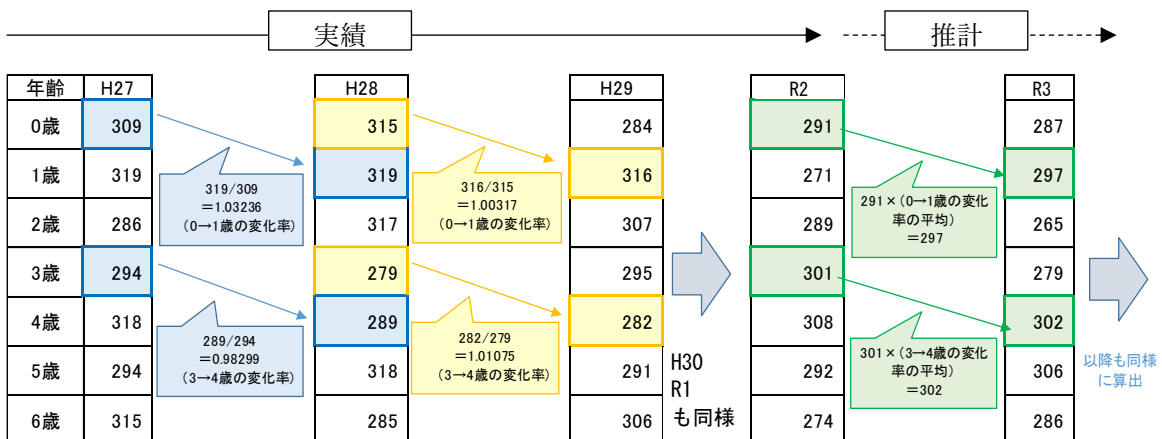 実績
推計
年齢 H27 H28 H29 R2 R3
0歳 309 315 284 291 287
1歳 319 319 316 271 297
2歳 286 317 307 289 265
3歳 294 279 295 301 279
4歳 318 289 282 308 302
5歳 294 318 291 292 306
6歳 315 285 306 274 286
319/309
＝1.03236
(0→1歳の変化率)
316/315
＝1.00317
(0→1歳の変化率)
291×(0→1歳の変化
率の平均)
＝297
289/294
＝0.98299
(3→4歳の変化率)
282/279
＝1.01075
(3→4歳の変化率)
301×(3→4歳の変化
率の平均)
＝302
H30
R1
も同様
以降も同様
に算出